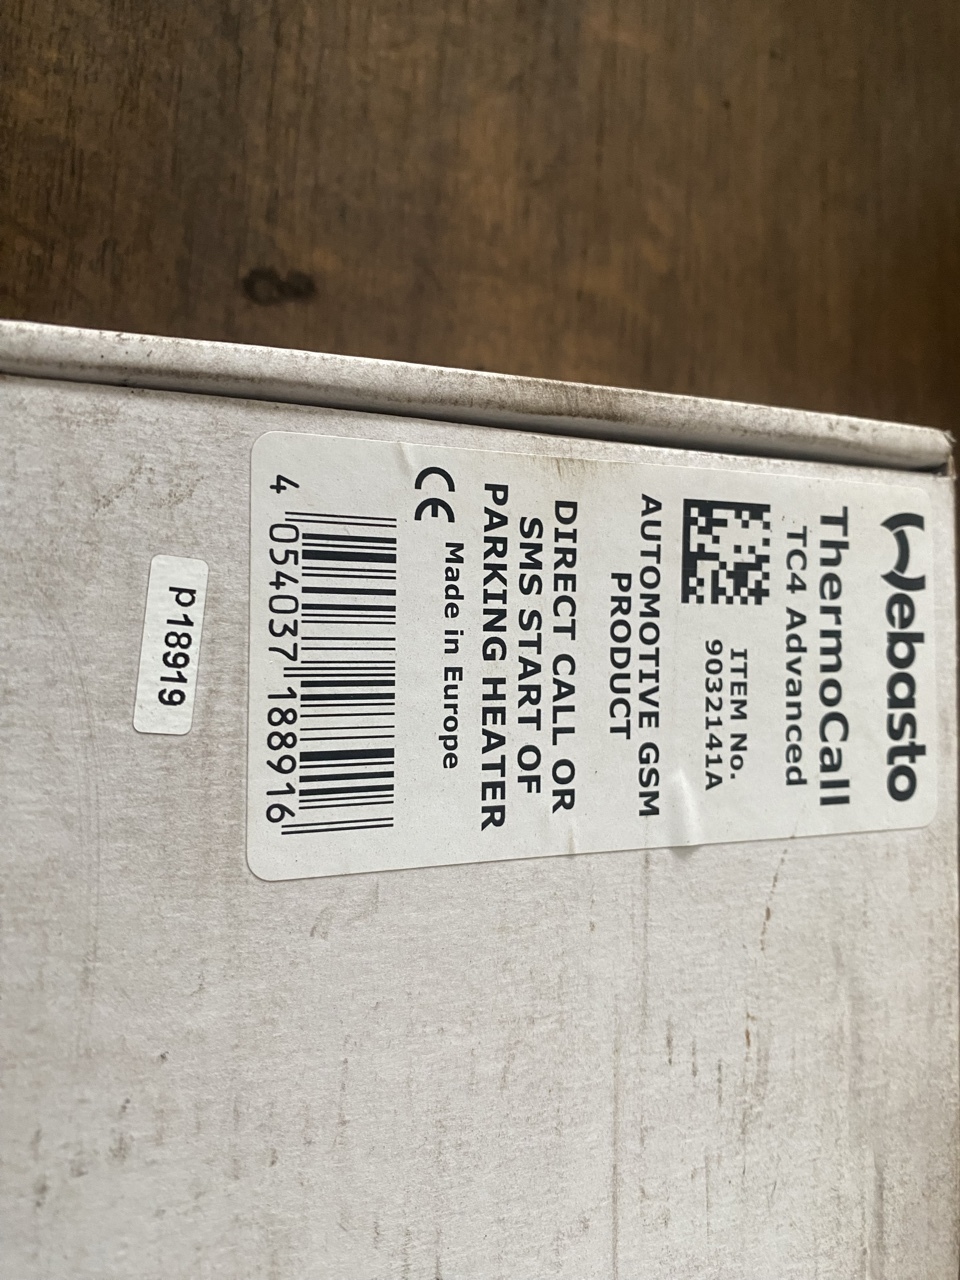 Webasto
ThermoCall
TC4 Advanced
ITEM No.
9032141A
AUTOMOTIVE GSM
PRODUCT
DIRECT CALL OR
SMS START OF
PARKING HEATER
CE Made in Europe
4 054037 188916
p18919